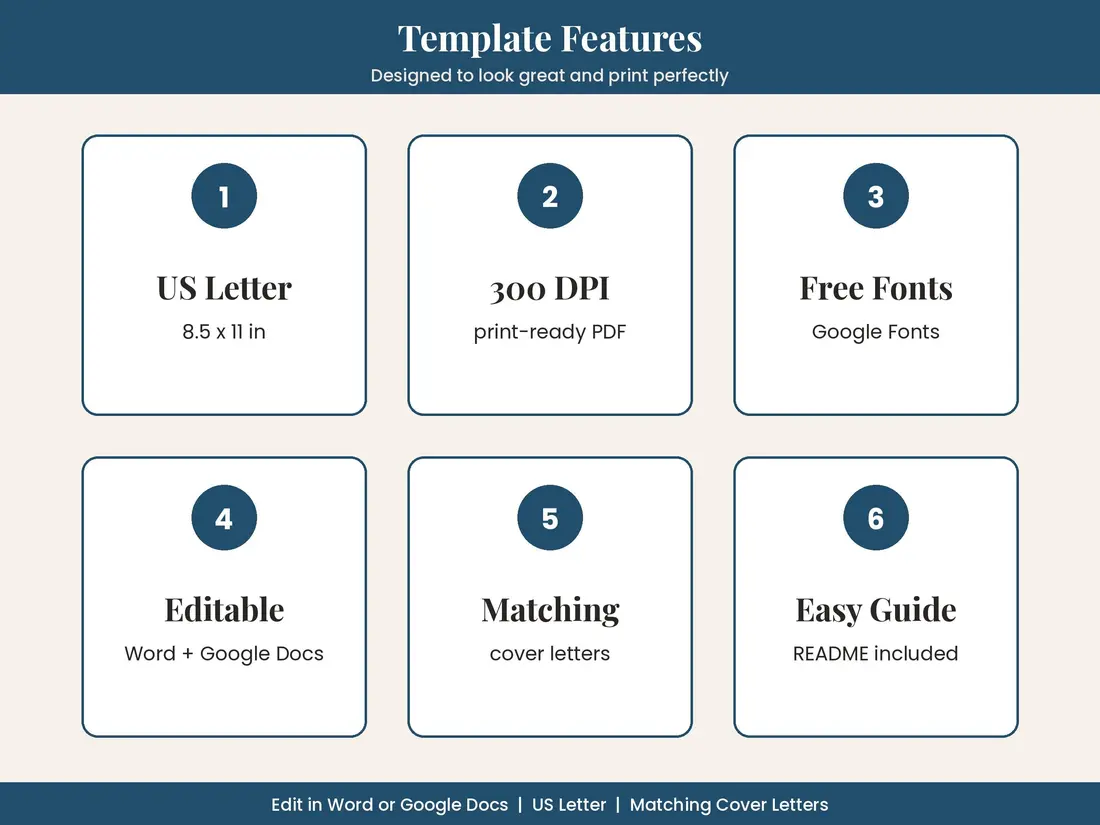 Template Features
Designed to look great and print perfectly
1
US Letter
8.5 x 11 in
2
300 DPI
print-ready PDF
3
Free Fonts
Google Fonts
4
Editable
Word + Google Docs
5
Matching
cover letters
6
Easy Guide
README included
Edit in Word or Google Docs | US Letter | Matching Cover Letters